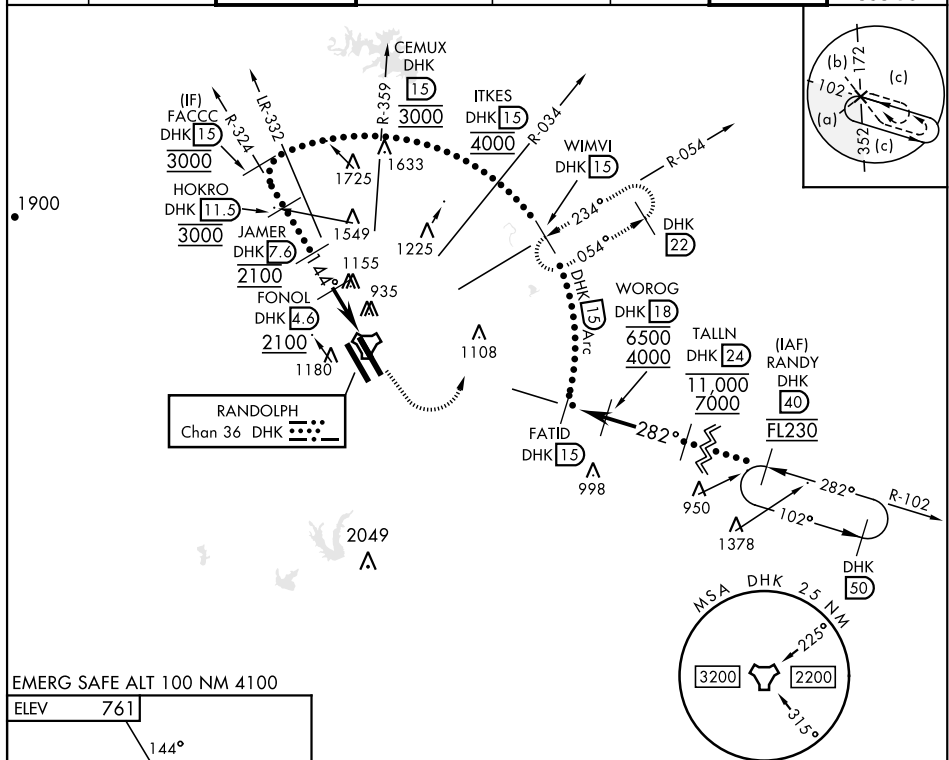 CEMUX
DHK
15
3000
R-359
ITKES
DHK 15
4000
R-034
(IF)
FACCC
DHK 15
3000
R-324
LR-332
WIMVI
DHK 15
R-054
234°
054°
DHK
22
(b)
172
(c)
102
(a)
352
(c)
1900
1725
1633
HOKRO
DHK 11.5
3000
1549
1225
JAMER
DHK 7.6
2100
144°
1155
935
FONOL
DHK 4.6
2100
1180
1108
DHK 15 Arc
WOROG
DHK 18
6500
4000
TALLN
DHK 24
11,000
7000
(IAF)
RANDY
DHK
40
FL230
RANDOLPH
Chan 36 DHK
FATID
DHK 15
282°
998
950
1378
282°
102°
R-102
DHK
50
2049
MSA DHK 25 NM
225°
3200
2200
315°
EMERG SAFE ALT 100 NM 4100
ELEV 761
144°